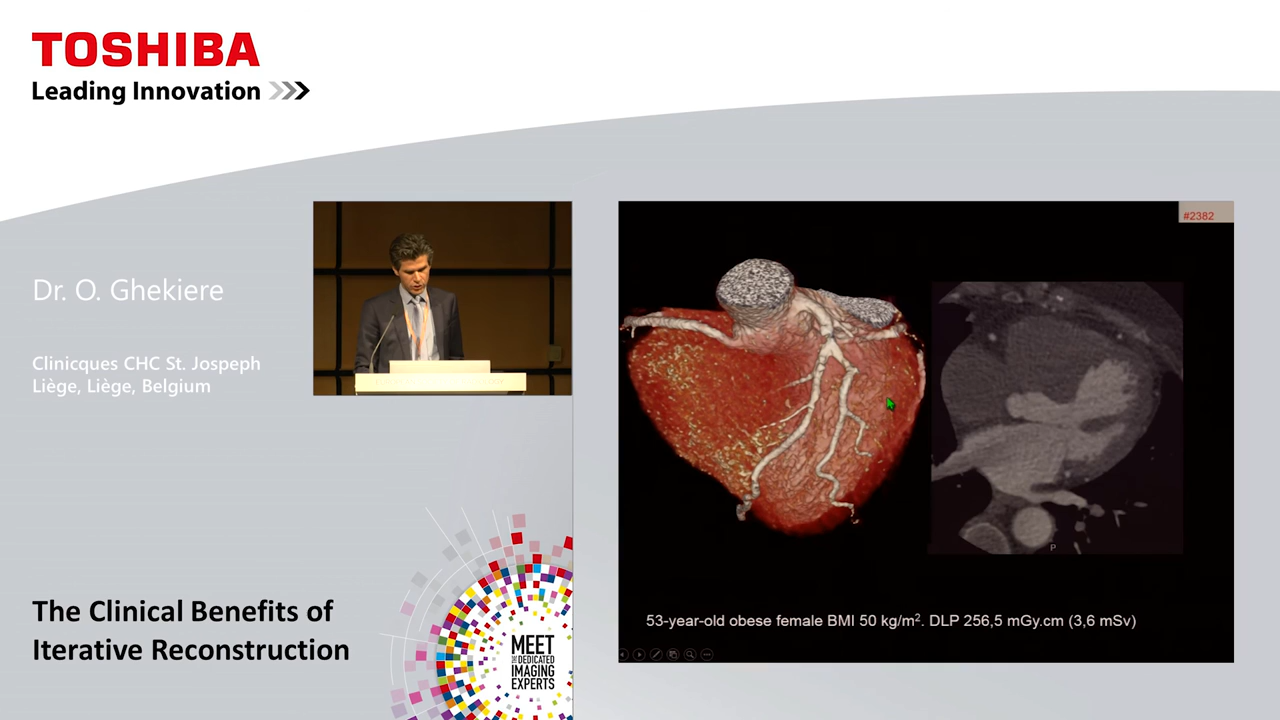 TOSHIBA
Leading Innovation
Dr. O. Ghekiere
Clinicques CHC St. Jospeph
Liège, Liège, Belgium
The Clinical Benefits of
Iterative Reconstruction
MEET
THE DEDICATED
IMAGING
EXPERTS
#2382
P
53-year-old obese female BMI 50 kg/m². DLP 256,5 mGy.cm (3,6 mSv)